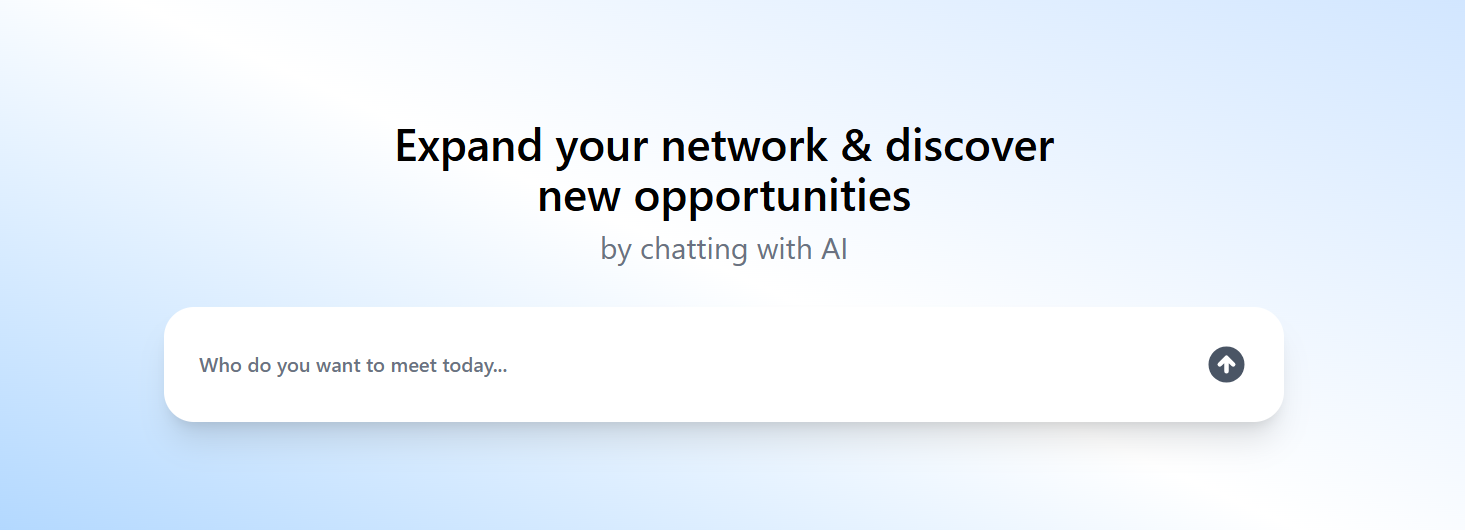 Expand your network & discover
new opportunities
by chatting with AI
Who do you want to meet today...